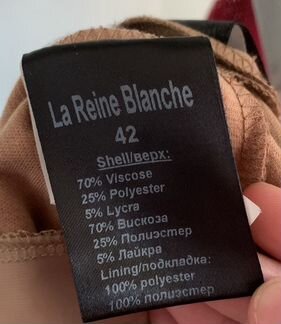 La Reine Blanche
42
Shell/верх:
70% Viscose
25% Polyester
5% Lycra
70% Вискоза
25% Полиэстер
5% Лайкра
Lining/подкладка:
100% polyester
100% полиэстер